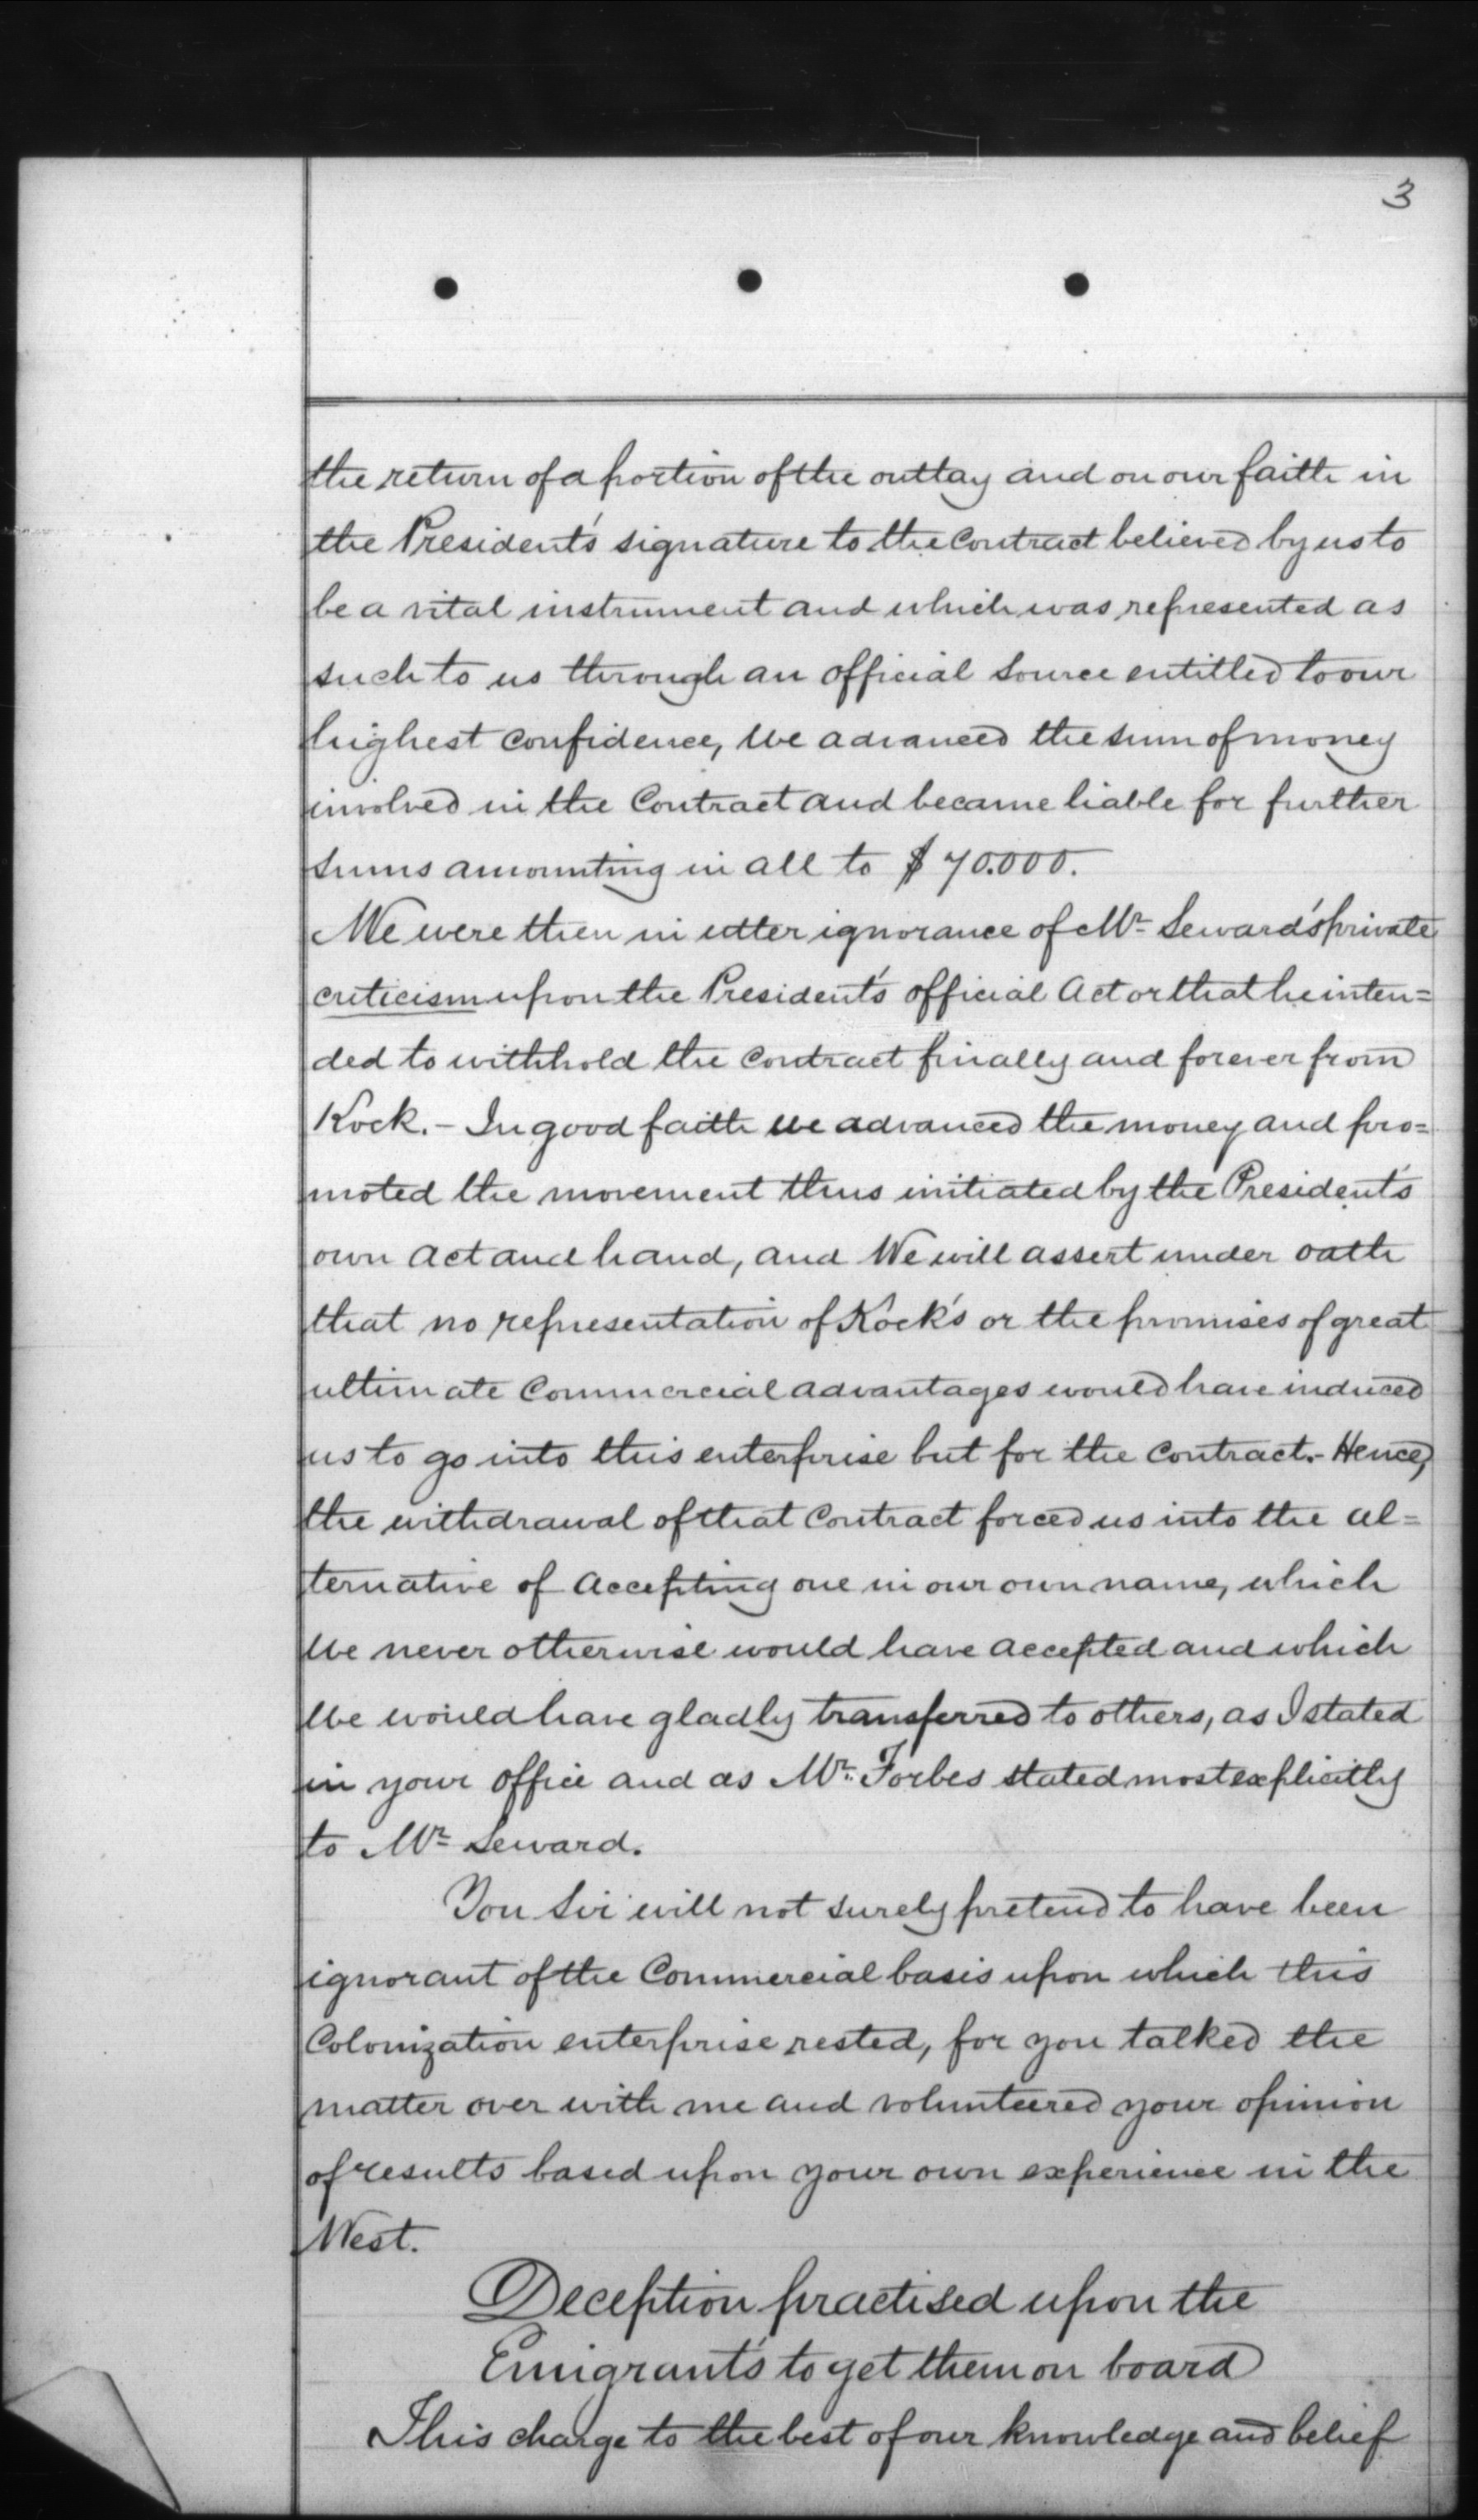 3
the return of a portion of the outlay and on our faith in
the President's signature to the Contract believed by us to
be a vital instrument and which was represented as
such to us through an official source entitled to our
highest confidence, we advanced the sum of money
involved in the Contract and became liable for further
sums amounting in all to $70.000.
We were then in utter ignorance of Mr Seward's private
criticism upon the President's official Act or that he inten=
ded to withhold the contract finally and forever from
Kock. - In good faith we advanced the money and pro=
moted the movement thus initiated by the President's
own act and hand, and We will assert under oath
that no representation of Kock's or the promises of great
ultimate Commercial advantages would have induced
us to go into this enterprise but for the contract. - Hence,
the withdrawal of that Contract forced us into the al=
ternative of accepting one in our own name, which
we never otherwise would have accepted and which
we would have gladly transferred to others, as I stated
in your office and as Mr. Forbes stated most explicitly
to Mr Seward.
You Sir will not surely pretend to have been
ignorant of the Commercial basis upon which this
Colonization enterprise rested, for you talked the
matter over with me and volunteered your opinion
of results based upon your own experience in the
West.
Deception practised upon the
Emigrant's to get them on board
This charge to the best of our knowledge and belief